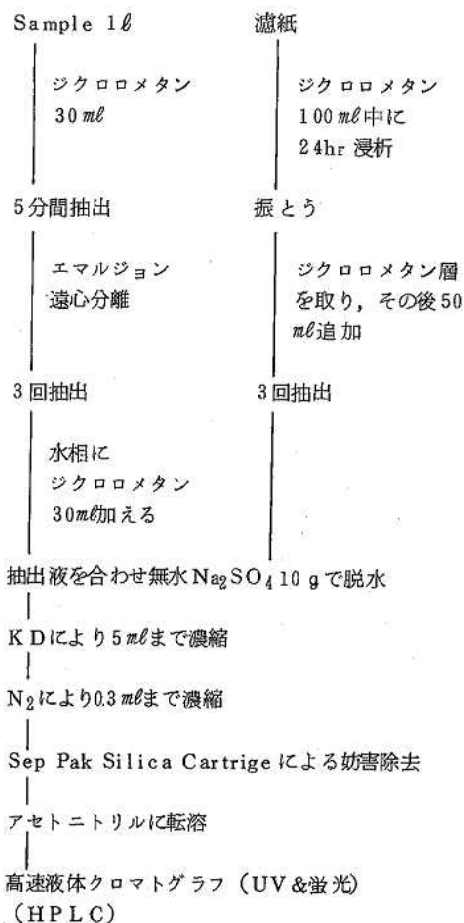 Sample 1ℓ
ジクロロメタン
30mℓ
5分間抽出
エマルジョン
遠心分離
3回抽出
水相に
ジクロロメタン
30mℓ加える
濾紙
ジクロロメタン
100mℓ中に
24hr 浸析
振とう
ジクロロメタン層
を取り，その後50
mℓ追加
3回抽出
抽出液を合わせ無水Na₂SO₄ 10gで脱水
KDにより5mℓまで濃縮
N₂により0.3mℓまで濃縮
Sep Pak Silica Cartrige による妨害除去
アセトニトリルに転溶
高速液体クロマトグラフ（UV＆蛍光）
（HPLC）